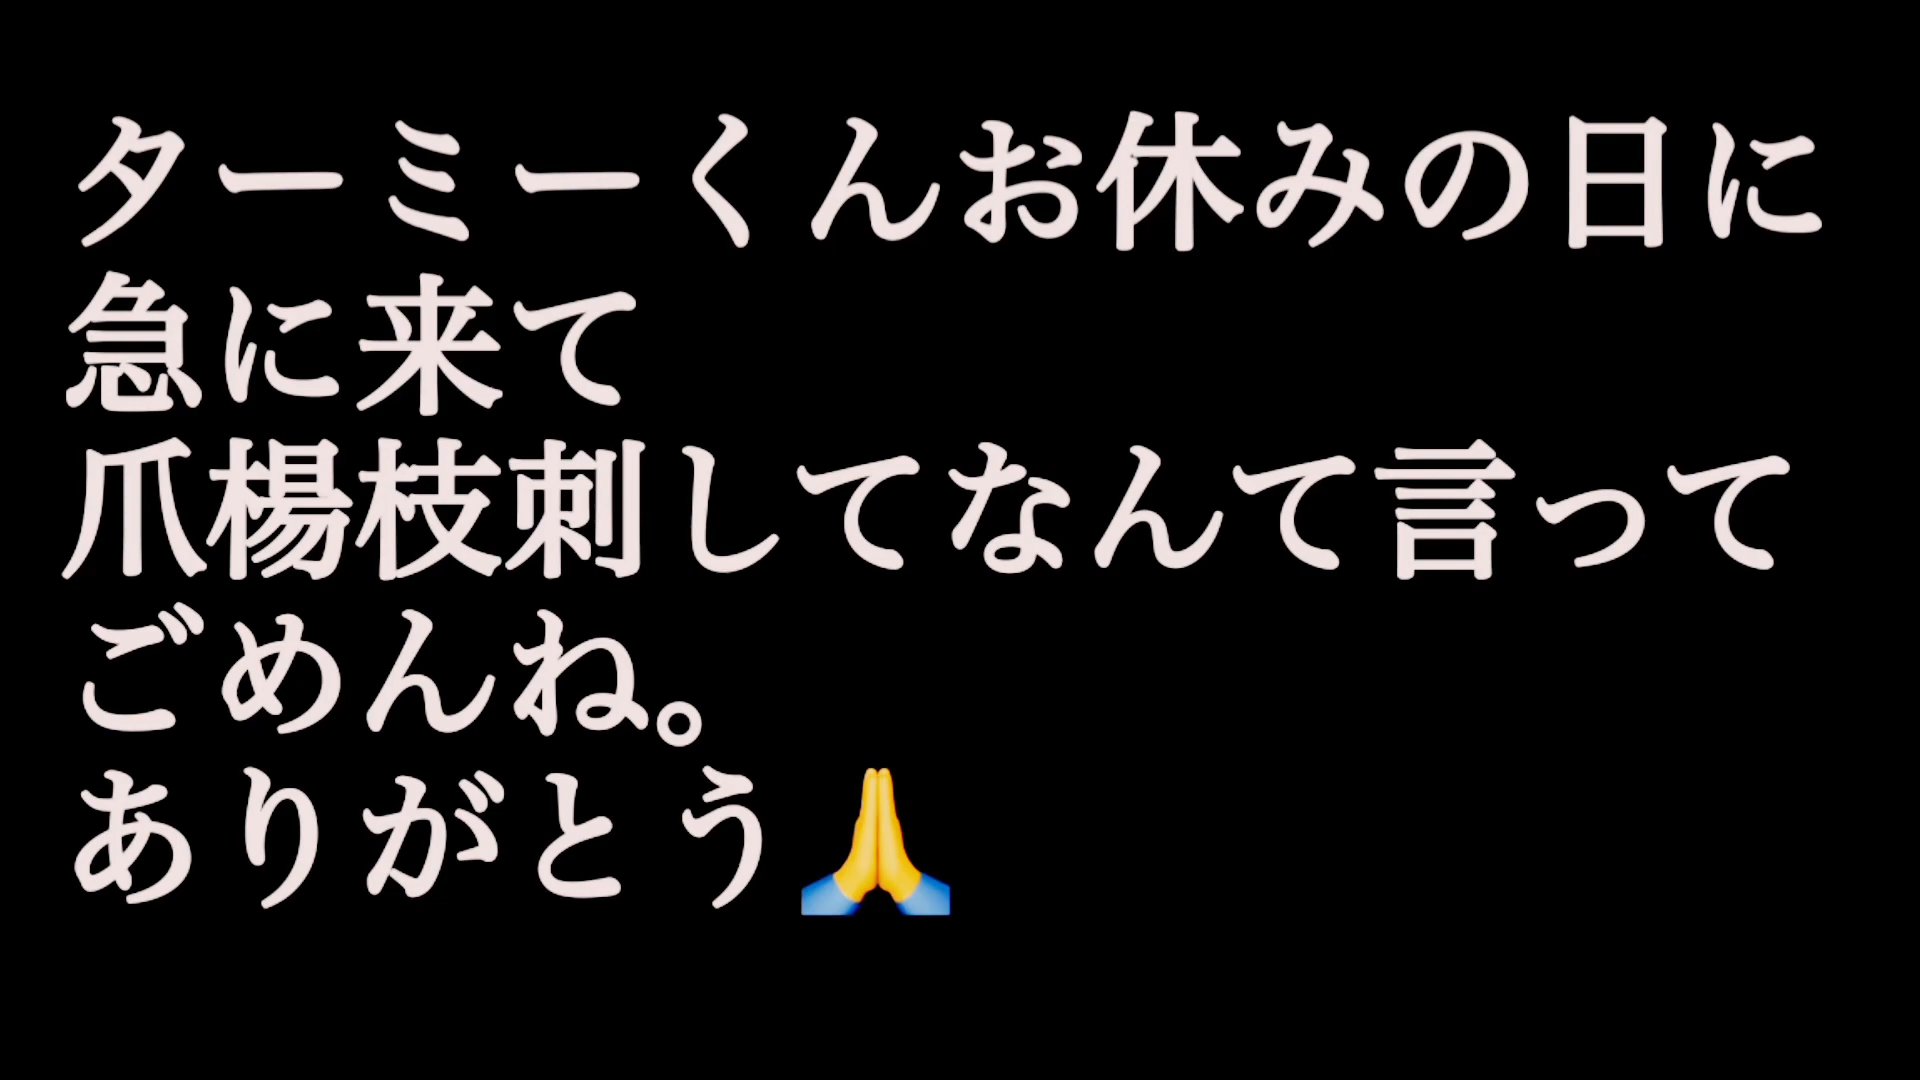 ターミーくんお休みの日に
急に来て
爪楊枝刺してなんて言って
ごめんね。
ありがとう🙏